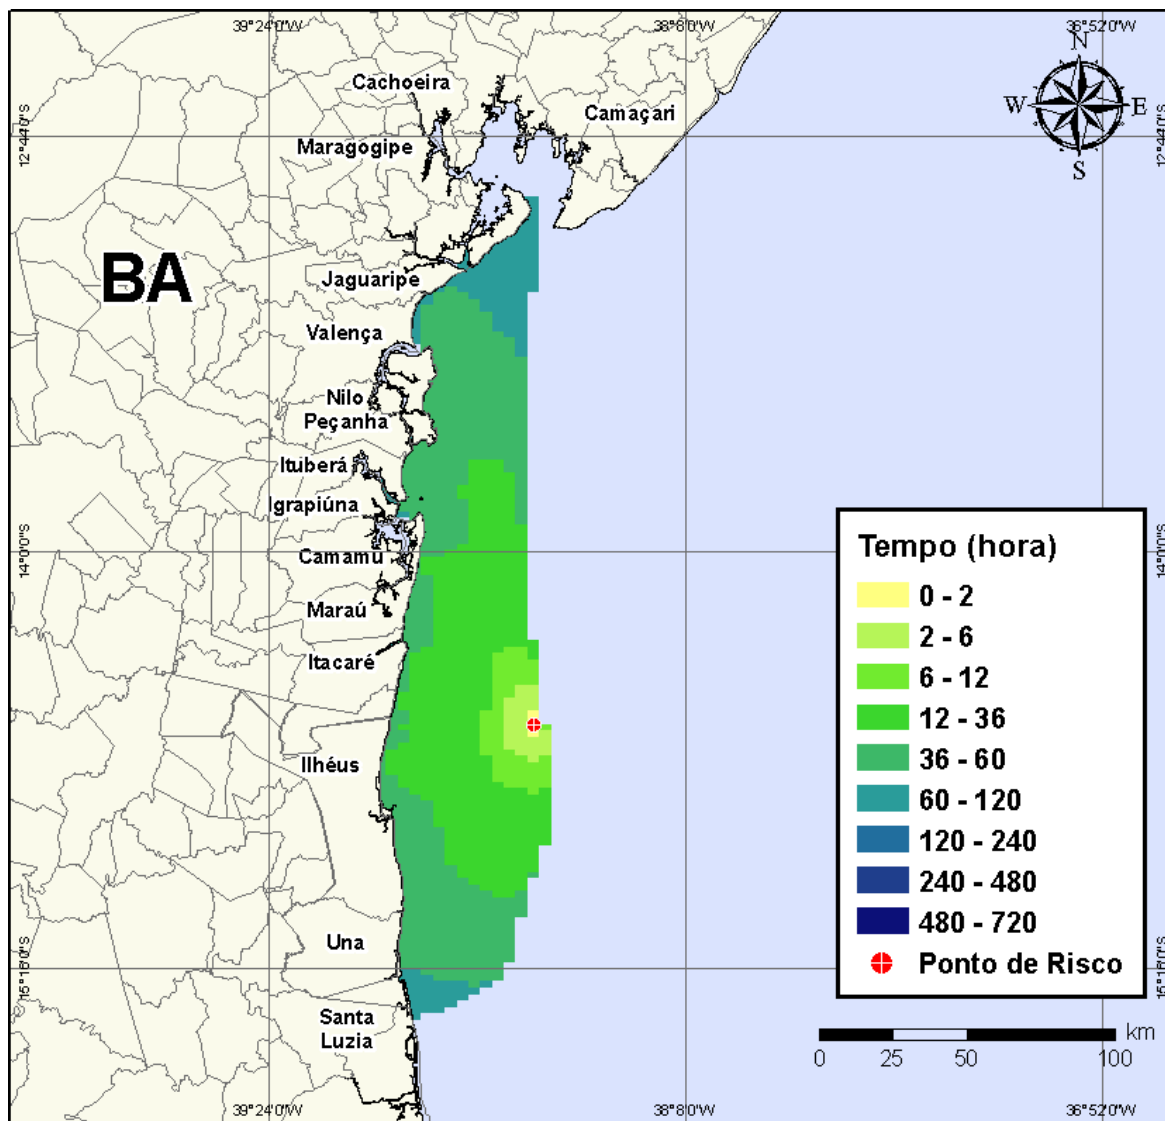 39°24'0"W
38°8'0"W
36°52'0"W
N
W
E
S
Cachoeira
Camaçari
12°44'0"S
12°44'0"S
Maragogipe
BA
Jaguaripe
Valença
Nilo
Peçanha
Ituberá
Igrapiúna
14°0'0"S
14°0'0"S
Camamu
Maraú
Itacaré
Ilhéus
Una
15°16'0"S
15°16'0"S
Santa
Luzia
Tempo (hora)
0 - 2
2 - 6
6 - 12
12 - 36
36 - 60
60 - 120
120 - 240
240 - 480
480 - 720
Ponto de Risco
km
0 25 50 100
39°24'0"W
38°8'0"W
36°52'0"W